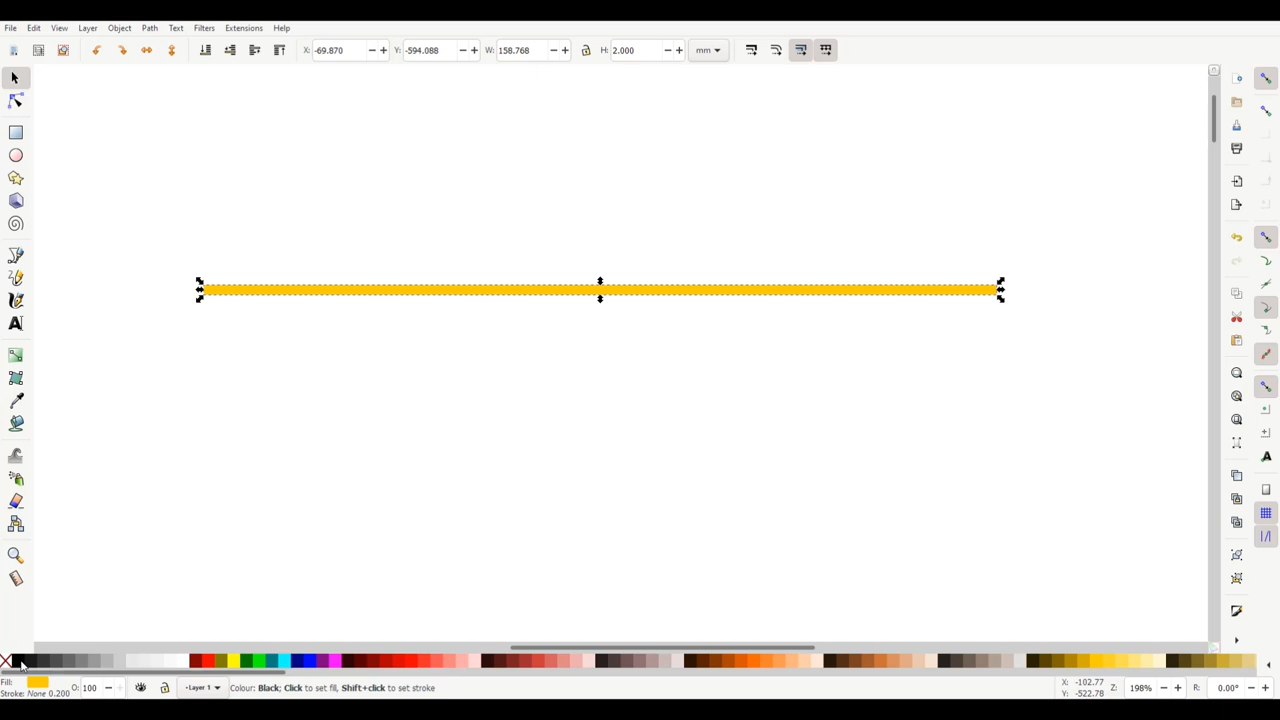 File Edit View Layer Object Path Text Filters Extensions Help
X: -69.870 Y: -594.088 W: 158.768 H: 2.000 mm
Fill: O: 100 -Layer 1 Colour: Black; Click to set fill, Shift+click to set stroke X: -102.77 Z: 198% R: 0.00°
Stroke: None 0.200 Y: -522.78